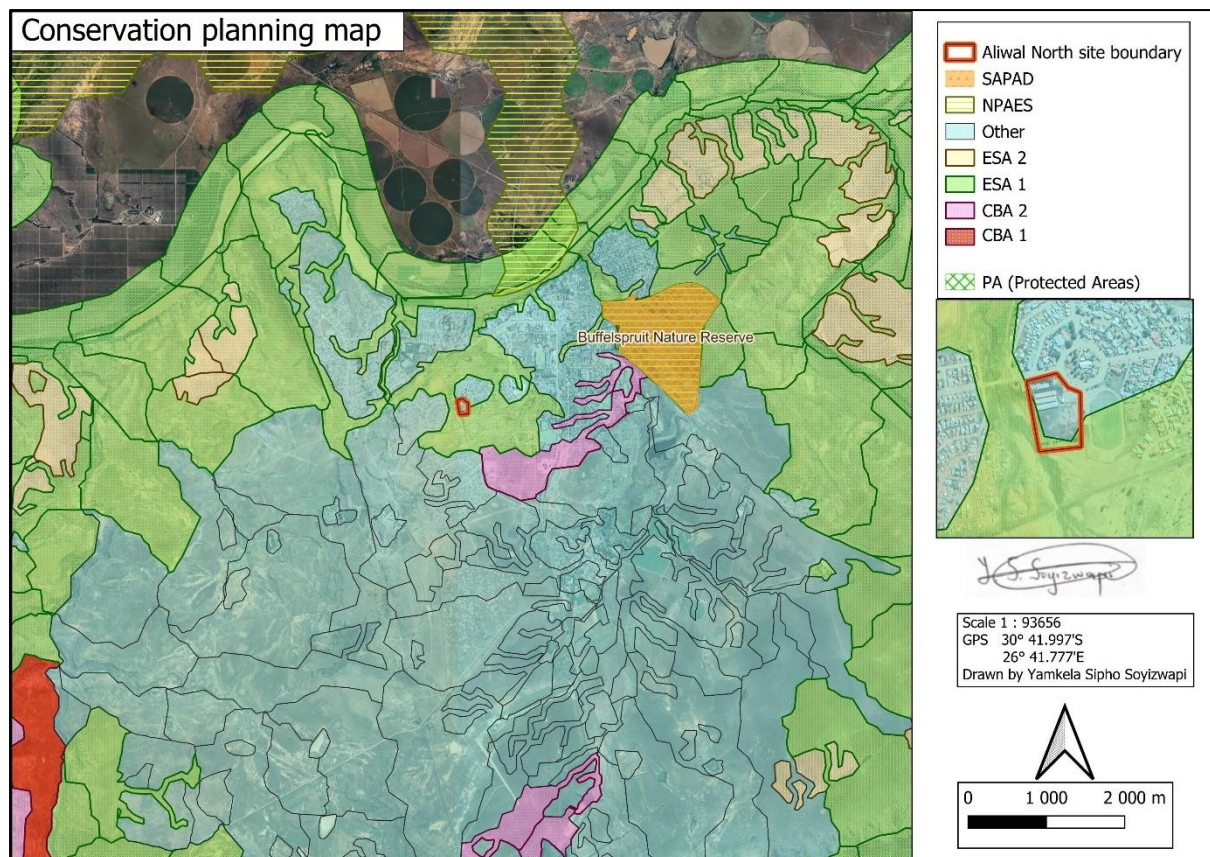 Conservation planning map
Buffelspruit Nature Reserve
Aliwal North site boundary
SAPAD
NPAES
Other
ESA 2
ESA 1
CBA 2
CBA 1
PA (Protected Areas)
Y.S. Soyizwapi
Scale 1 : 93656
GPS 30° 41.997'S
26° 41.777'E
Drawn by Yamkela Sipho Soyizwapi
0 1 000 2 000 m